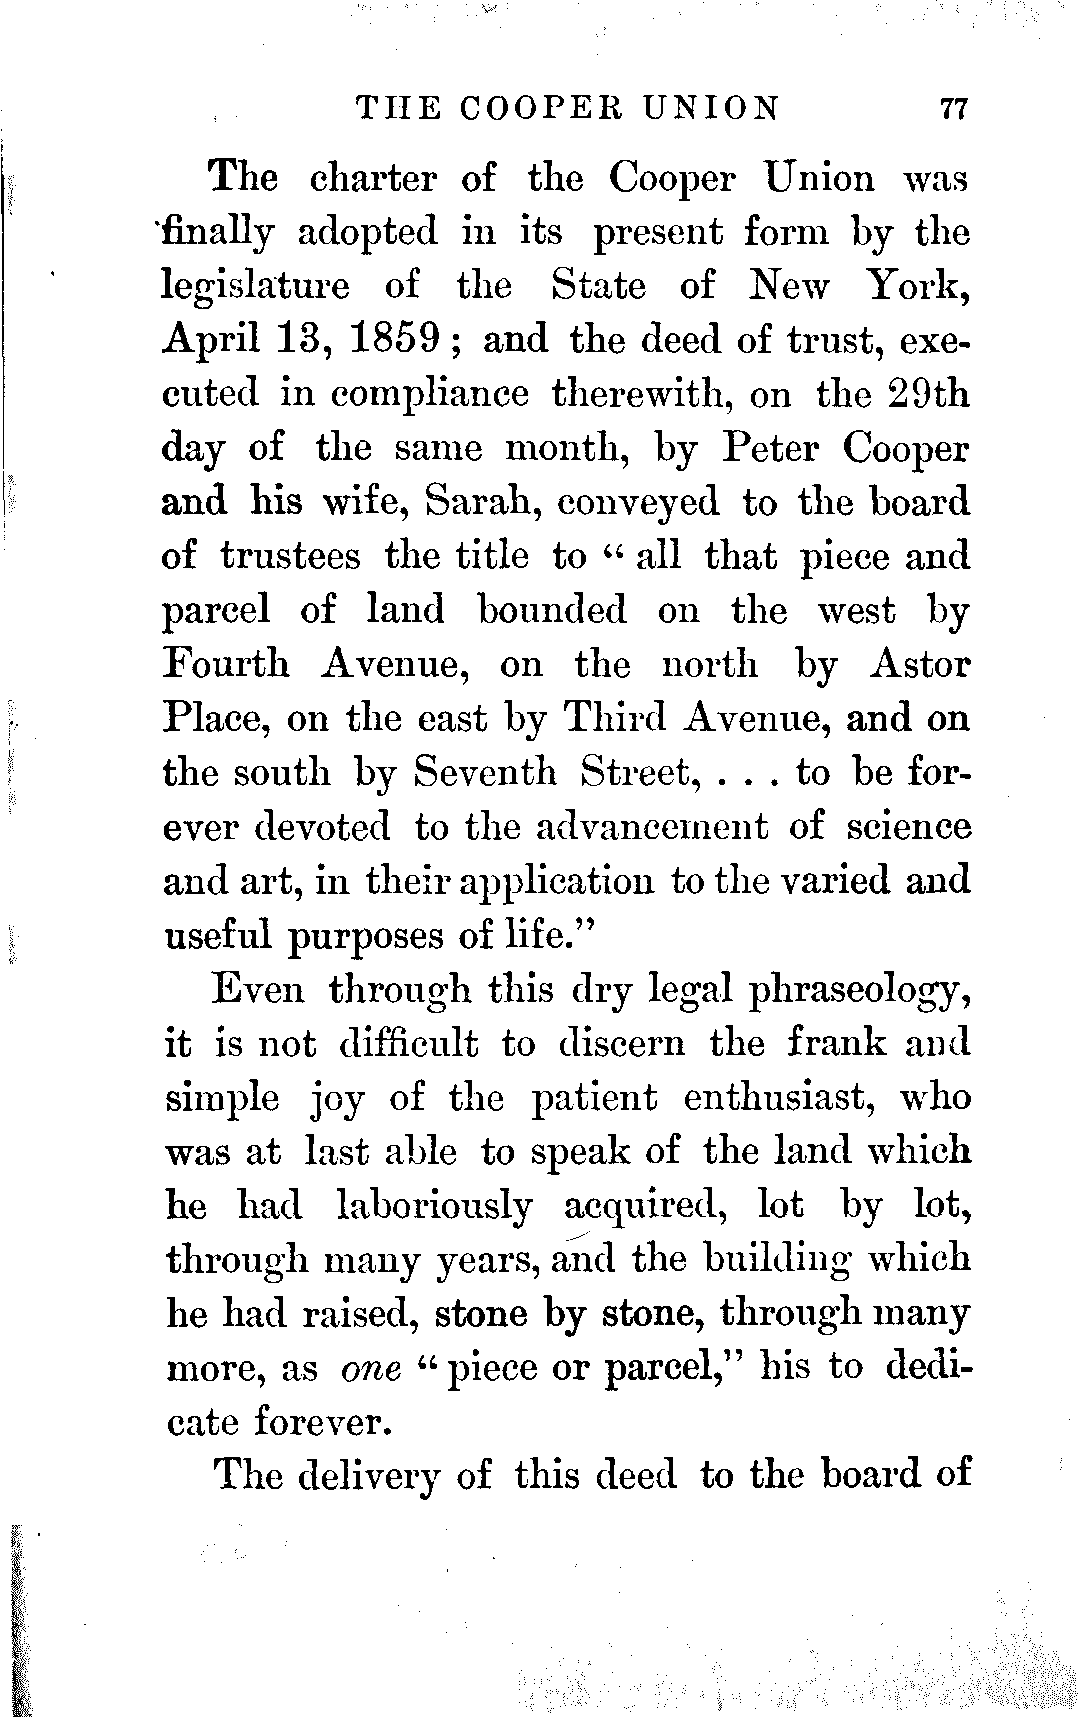 THE COOPER UNION 77
The charter of the Cooper Union was
finally adopted in its present form by the
legislature of the State of New York,
April 13, 1859 ; and the deed of trust, exe-
cuted in compliance therewith, on the 29th
day of the same month, by Peter Cooper
and his wife, Sarah, conveyed to the board
of trustees the title to “ all that piece and
parcel of land bounded on the west by
Fourth Avenue, on the north by Astor
Place, on the east by Third Avenue, and on
the south by Seventh Street, . . . to be for-
ever devoted to the advancement of science
and art, in their application to the varied and
useful purposes of life.”
Even through this dry legal phraseology,
it is not difficult to discern the frank and
simple joy of the patient enthusiast, who
was at last able to speak of the land which
he had laboriously acquired, lot by lot,
through many years, and the building which
he had raised, stone by stone, through many
more, as one “ piece or parcel,” his to dedi-
cate forever.
The delivery of this deed to the board of